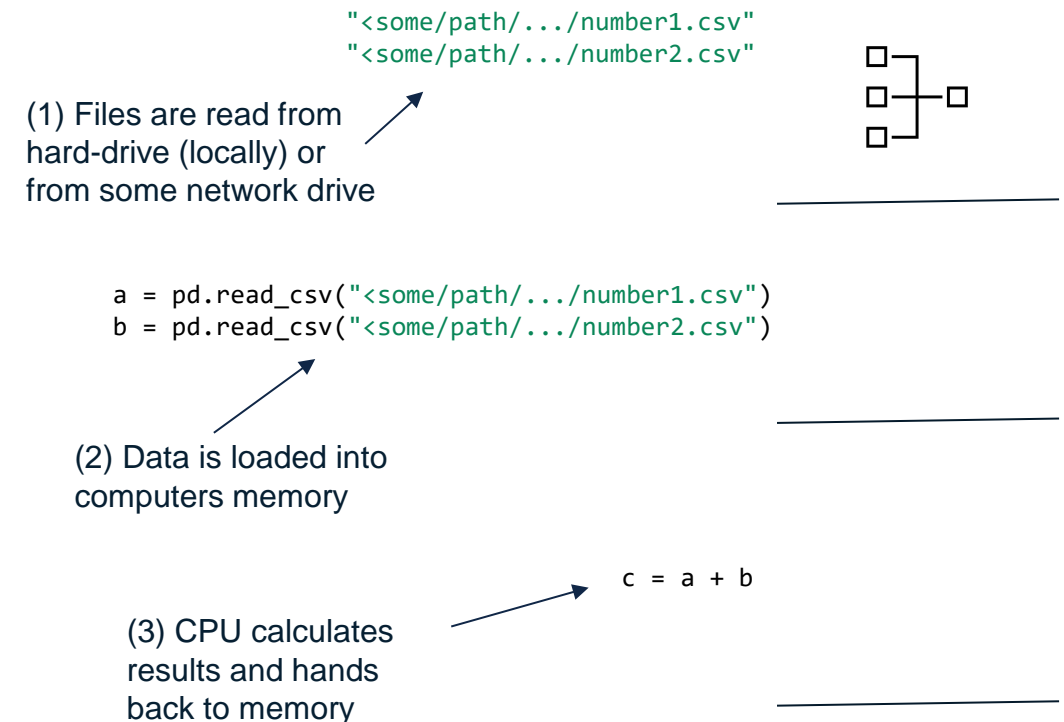 "<some/path/.../number1.csv"
"<some/path/.../number2.csv"
(1) Files are read from
hard-drive (locally) or
from some network drive
a = pd.read_csv("<some/path/.../number1.csv")
b = pd.read_csv("<some/path/.../number2.csv")
(2) Data is loaded into
computers memory
c = a + b
(3) CPU calculates
results and hands
back to memory